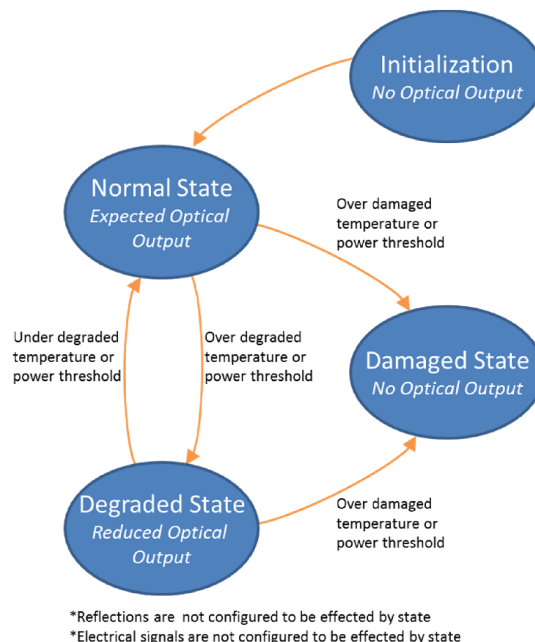 Initialization
No Optical Output
Normal State
Expected Optical
Output
Over damaged
temperature or
power threshold
Under degraded
temperature or
power threshold
Over degraded
temperature or
power threshold
Damaged State
No Optical Output
Degraded State
Reduced Optical
Output
Over damaged
temperature or
power threshold
*Reflections are not configured to be effected by state
*Electrical signals are not configured to be effected by state